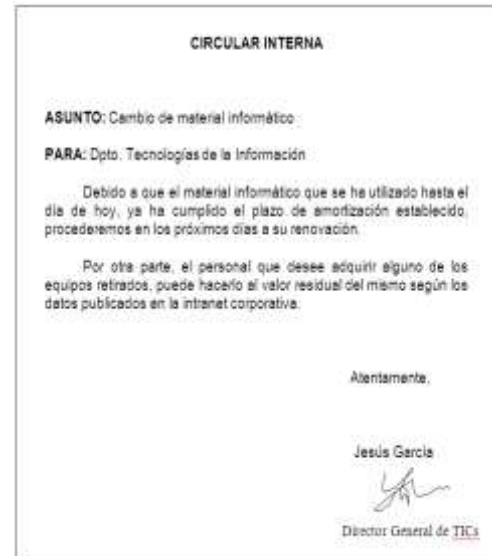 CIRCULAR INTERNA
ASUNTO: Cambio de material informático
PARA: Dpto. Tecnologías de la Información
Debido a que el material informático que se ha utilizado hasta el
día de hoy, ya ha cumplido el plazo de amortización establecido,
procederemos en los próximos días a su renovación.
Por otra parte, el personal que desee adquirir alguno de los
equipos retirados, puede hacerlo al valor residual del mismo según los
datos publicados en la intranet corporativa.
Atentamente,
Jesús García
Director General de TICs